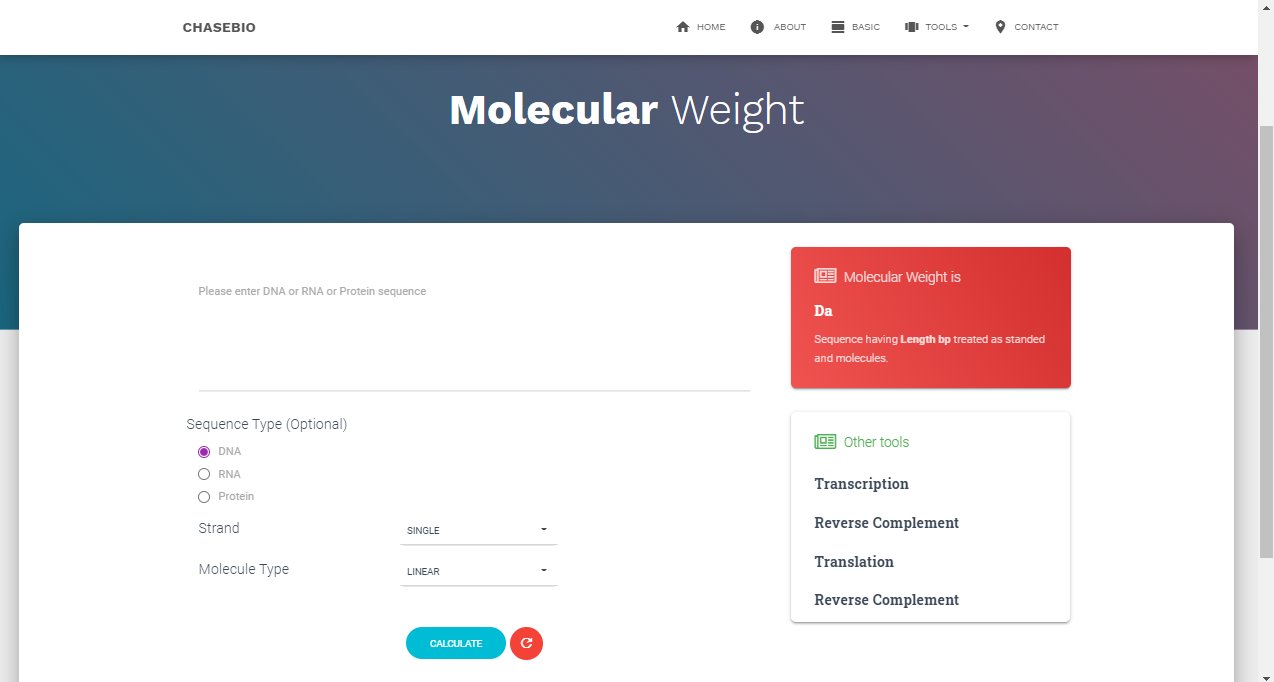 CHASEBIO
HOME
ABOUT
BASIC
TOOLS
CONTACT
Molecular Weight
Please enter DNA or RNA or Protein sequence
Sequence Type (Optional)
DNA
RNA
Protein
Strand
SINGLE
Molecule Type
LINEAR
CALCULATE
Molecular Weight is
Da
Sequence having Length bp treated as standed
and molecules.
Other tools
Transcription
Reverse Complement
Translation
Reverse Complement